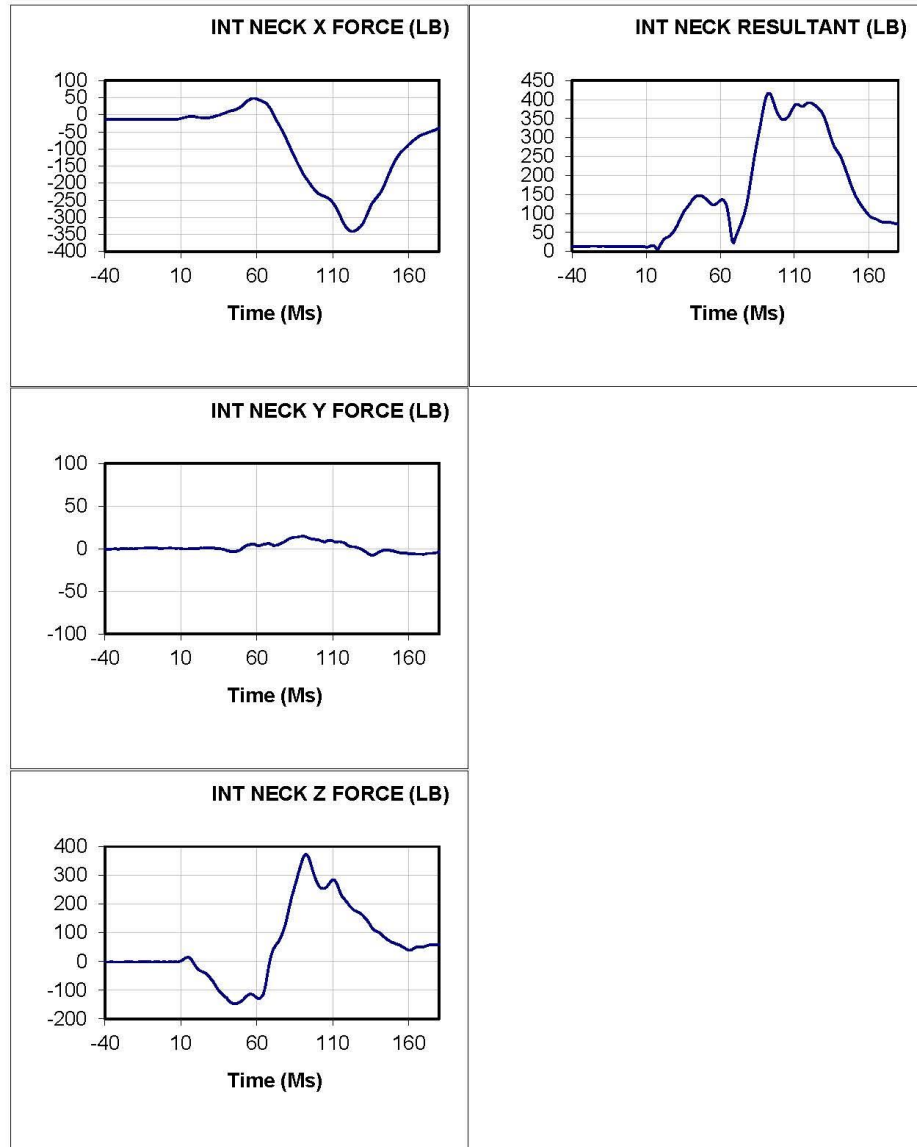 INT NECK X FORCE (LB)
100
50
0
-50
-100
-150
-200
-250
-300
-350
-400
-40 10 60 110 160
Time (Ms)
INT NECK RESULTANT (LB)
450
400
350
300
250
200
150
100
50
0
-40 10 60 110 160
Time (Ms)
INT NECK Y FORCE (LB)
100
50
0
-50
-100
-40 10 60 110 160
Time (Ms)
INT NECK Z FORCE (LB)
400
300
200
100
0
-100
-200
-40 10 60 110 160
Time (Ms)